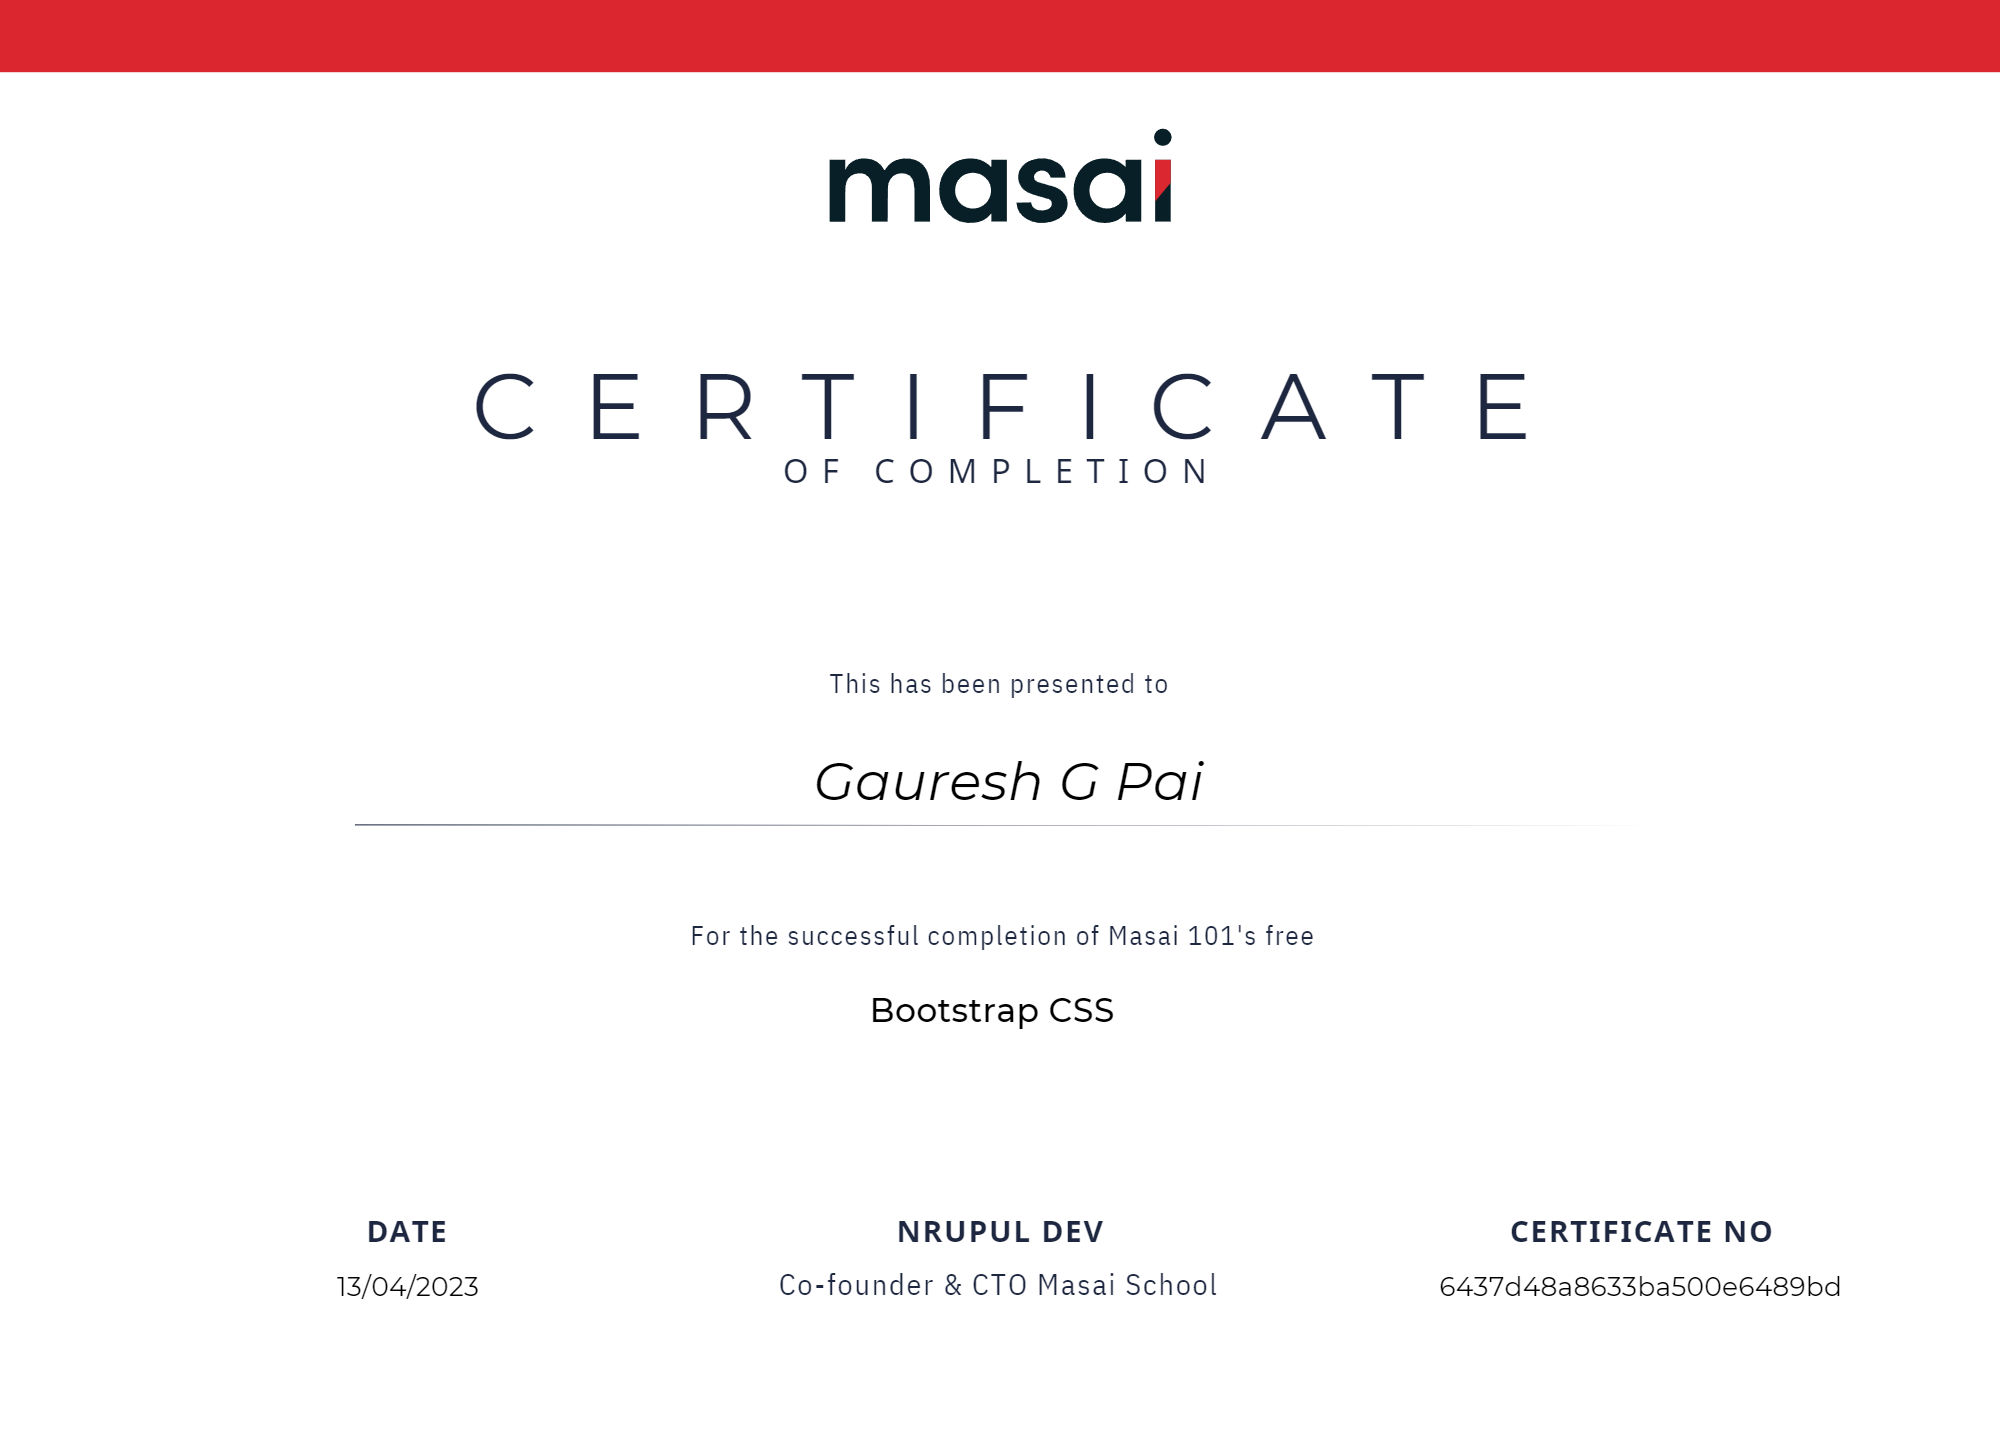 masai
CERTIFICATE
OF COMPLETION
This has been presented to
Gauresh G Pai
For the successful completion of Masai 101's free
Bootstrap CSS
DATE
13/04/2023
NRUPUL DEV
Co-founder & CTO Masai School
CERTIFICATE NO
6437d48a8633ba500e6489bd